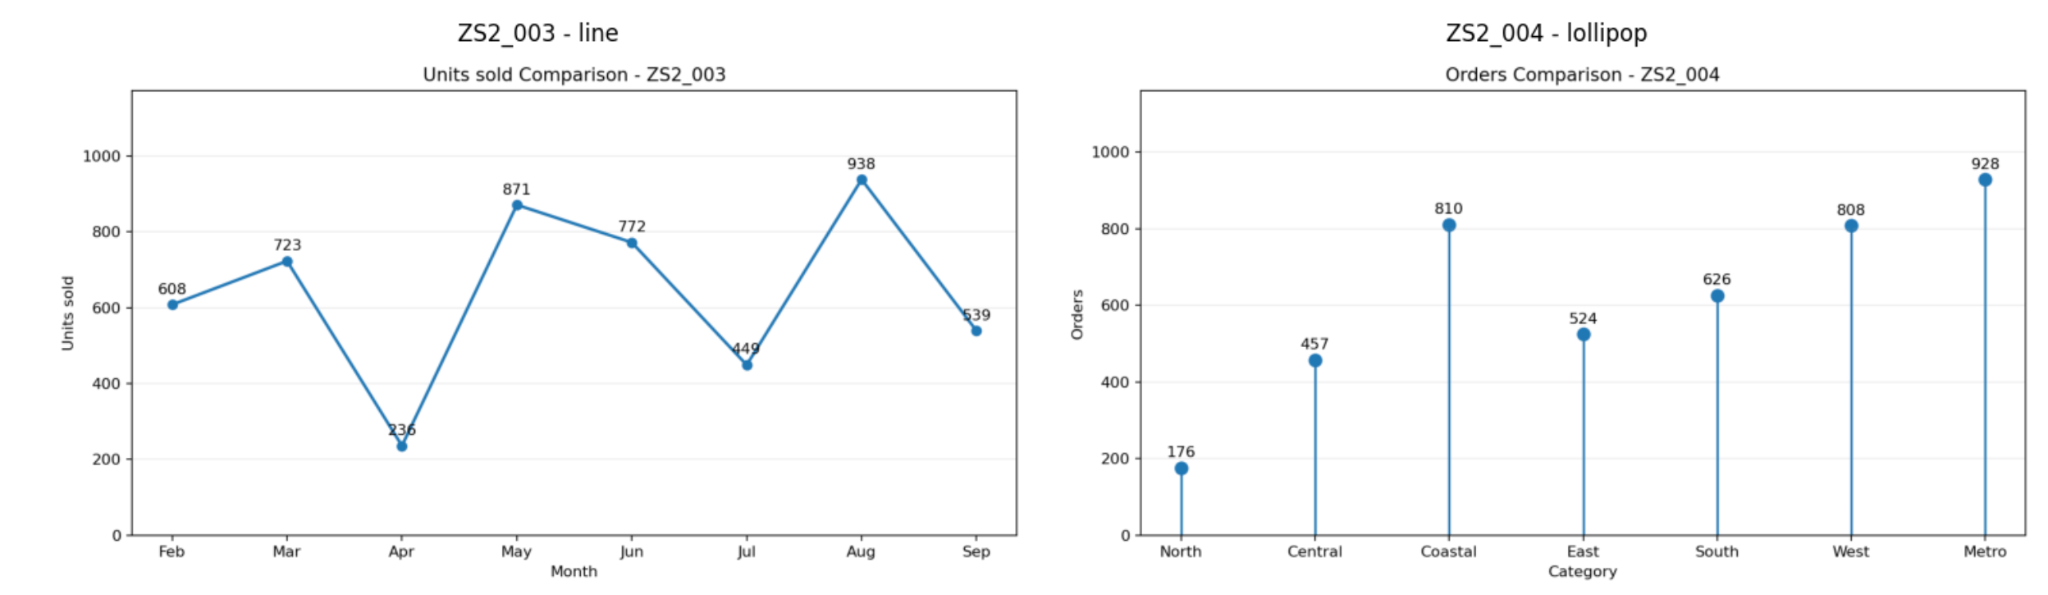 ZS2_003 - line
Units sold Comparison - ZS2_003
Units sold
1000
800
600
400
200
0
608
723
236
871
772
449
938
539
Feb Mar Apr May Jun Jul Aug Sep
Month
ZS2_004 - lollipop
Orders Comparison - ZS2_004
Orders
1000
800
600
400
200
0
176
457
810
524
626
808
928
North Central Coastal East South West Metro
Category